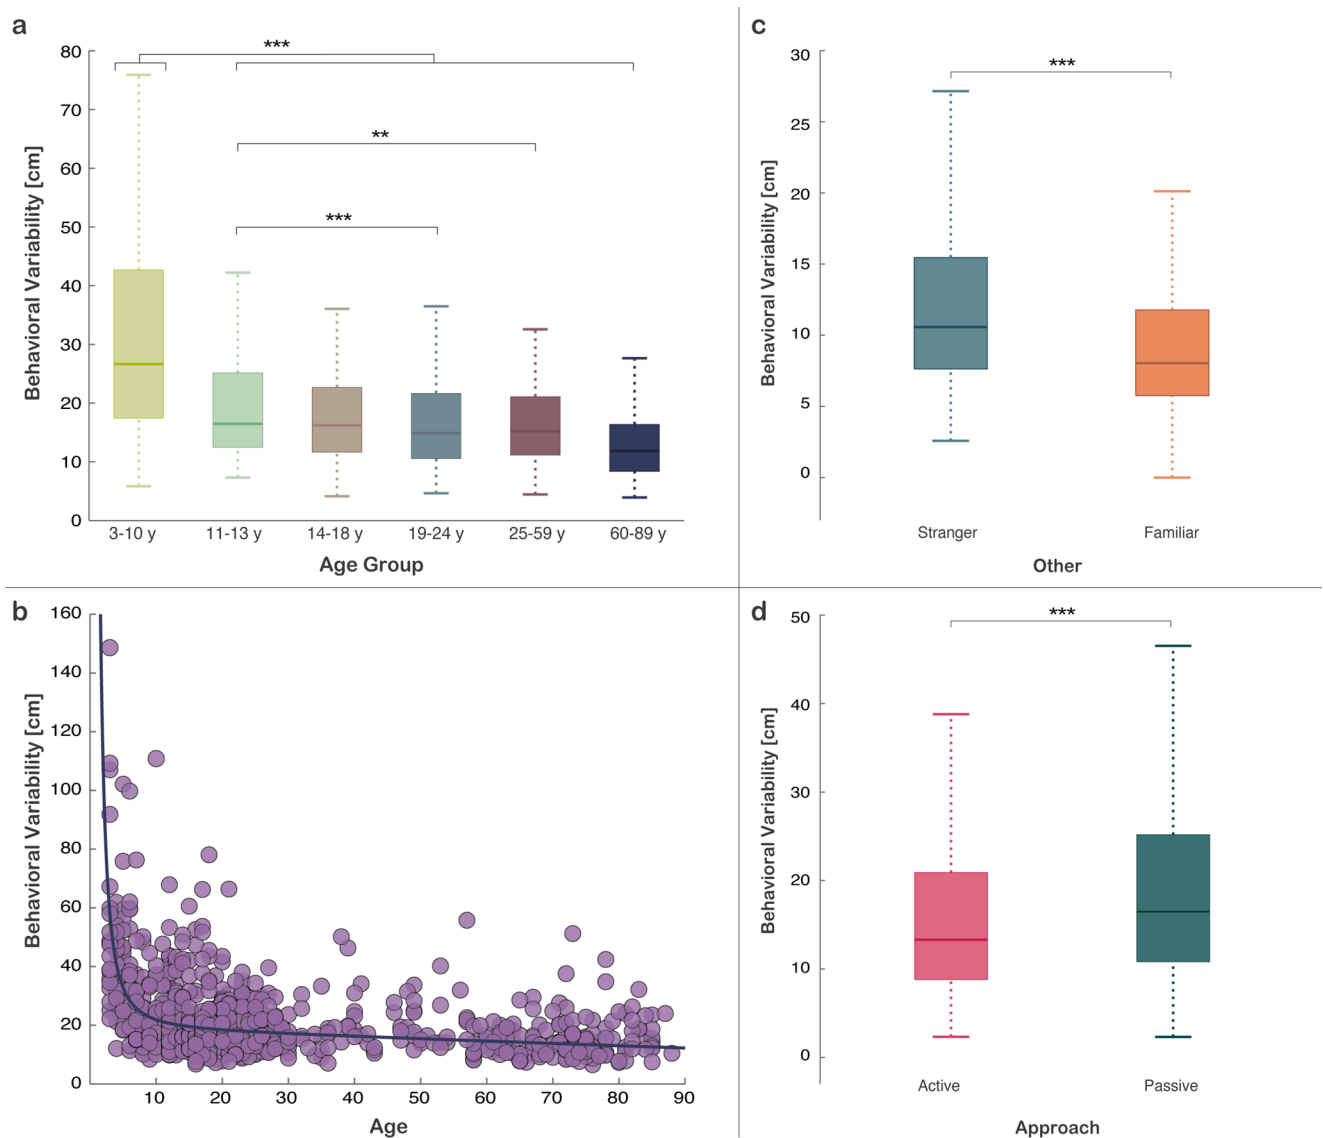 a
Behavioral Variability [cm]
80
70
60
50
40
30
20
10
0
***
**
***
3-10 y 11-13 y 14-18 y 19-24 y 25-59 y 60-89 y
Age Group
c
Behavioral Variability [cm]
30
25
20
15
10
5
0
***
Stranger Familiar
Other
b
Behavioral Variability [cm]
160
140
120
100
80
60
40
20
0
10 20 30 40 50 60 70 80 90
Age
d
Behavioral Variability [cm]
50
40
30
20
10
0
***
Active Passive
Approach